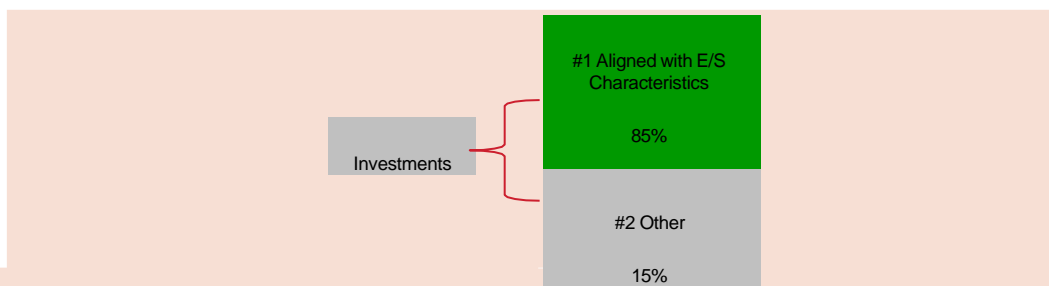 #1 Aligned with E/S
Characteristics
85%
Investments
#2 Other
15%